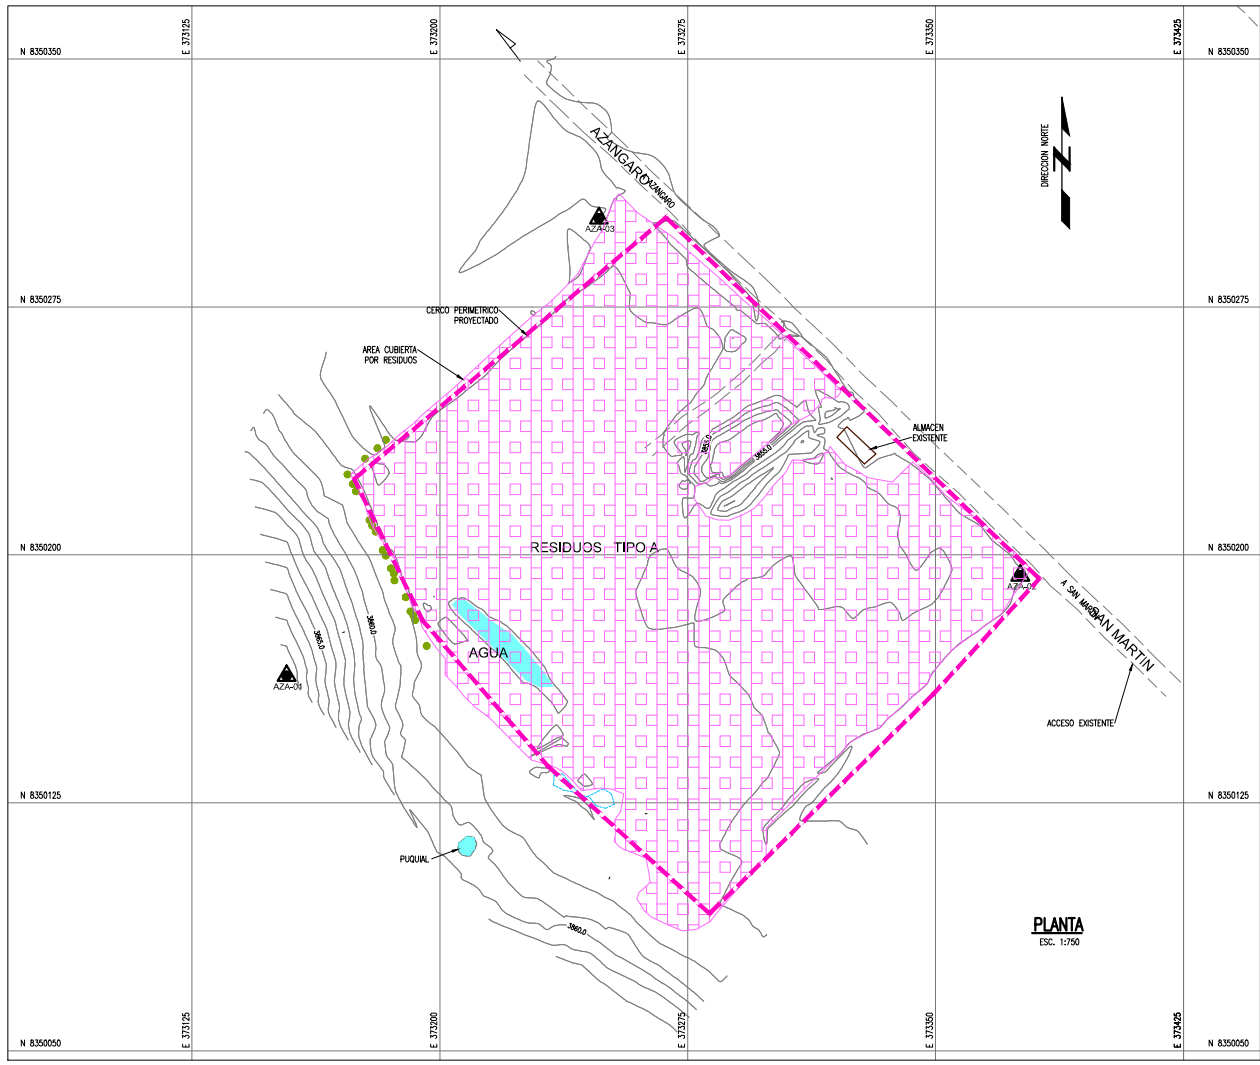 E 373125
E 373200
E 373275
E 373350
E 373425
N 8350350
N 8350350
AZANGARO
A AZANGARO
DIRECCION NORTE
N
AZA-03
N 8350275
N 8350275
CERCO PERIMETRICO
PROYECTADO
AREA CUBIERTA
POR RESIDUOS
ALMACEN
EXISTENTE
3855.0
3855.0
N 8350200
N 8350200
RESIDUOS TIPO A
A SAN MARTIN
SAN MARTIN
3865.0
3860.0
AGUA
AZA-01
ACCESO EXISTENTE
N 8350125
N 8350125
PUQUIAL
3860.0
PLANTA
ESC. 1:750
E 373125
E 373200
E 373275
E 373350
E 373425
N 8350050
N 8350050